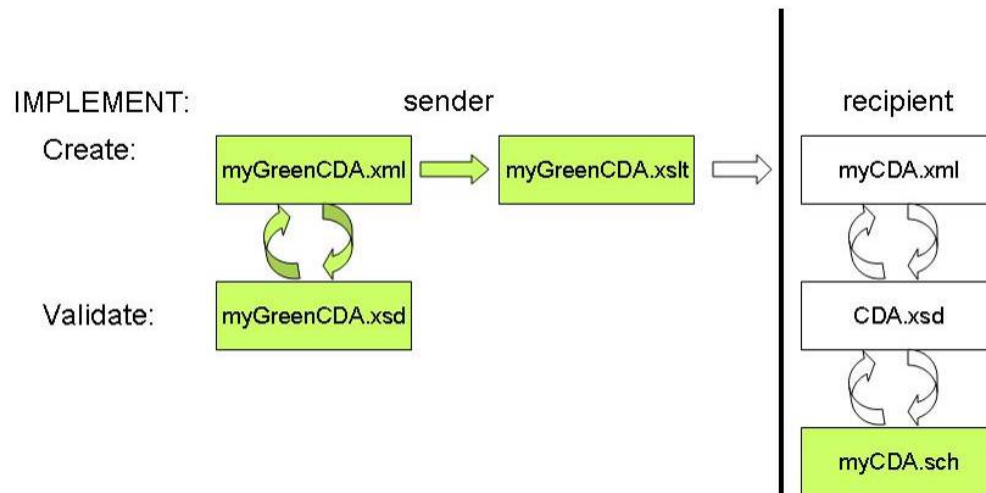 IMPLEMENT: sender recipient
Create: myGreenCDA.xml myGreenCDA.xslt myCDA.xml
Validate: myGreenCDA.xsd CDA.xsd
myCDA.sch